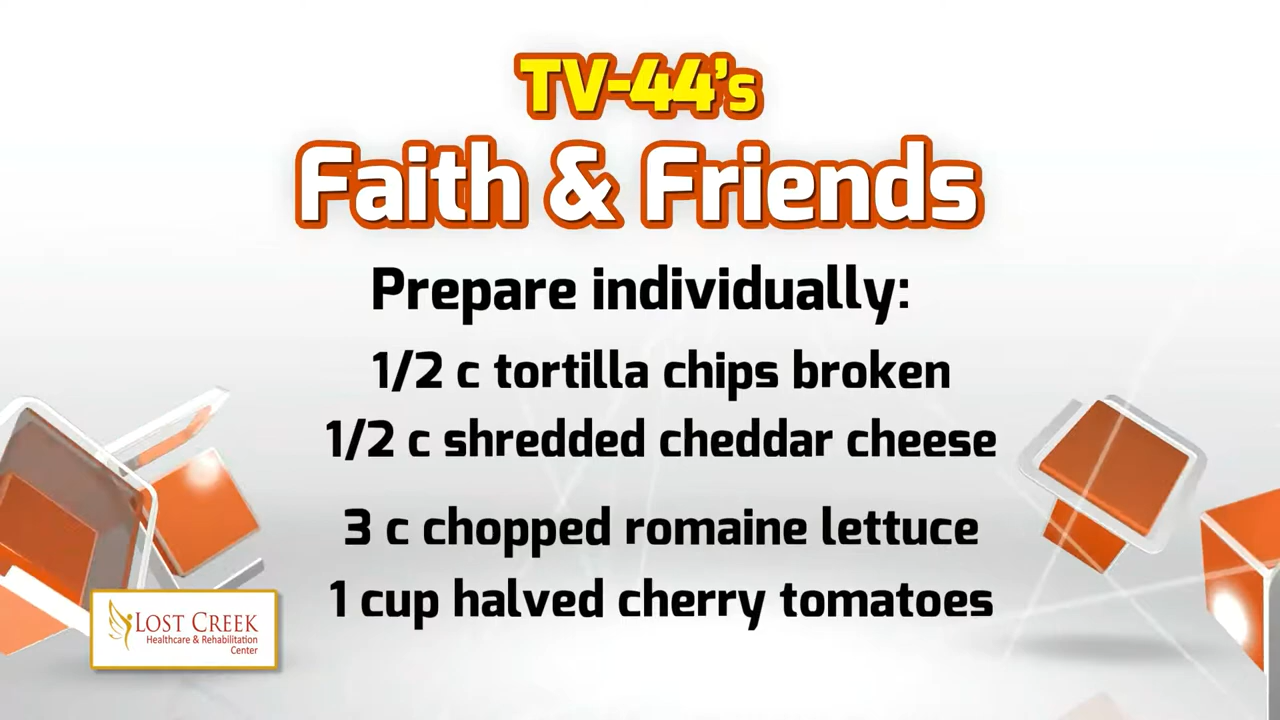 TV-44's
Faith & Friends
Prepare individually:
1/2 c tortilla chips broken
1/2 c shredded cheddar cheese
3 c chopped romaine lettuce
1 cup halved cherry tomatoes
LOST CREEK
Healthcare & Rehabilitation
Center